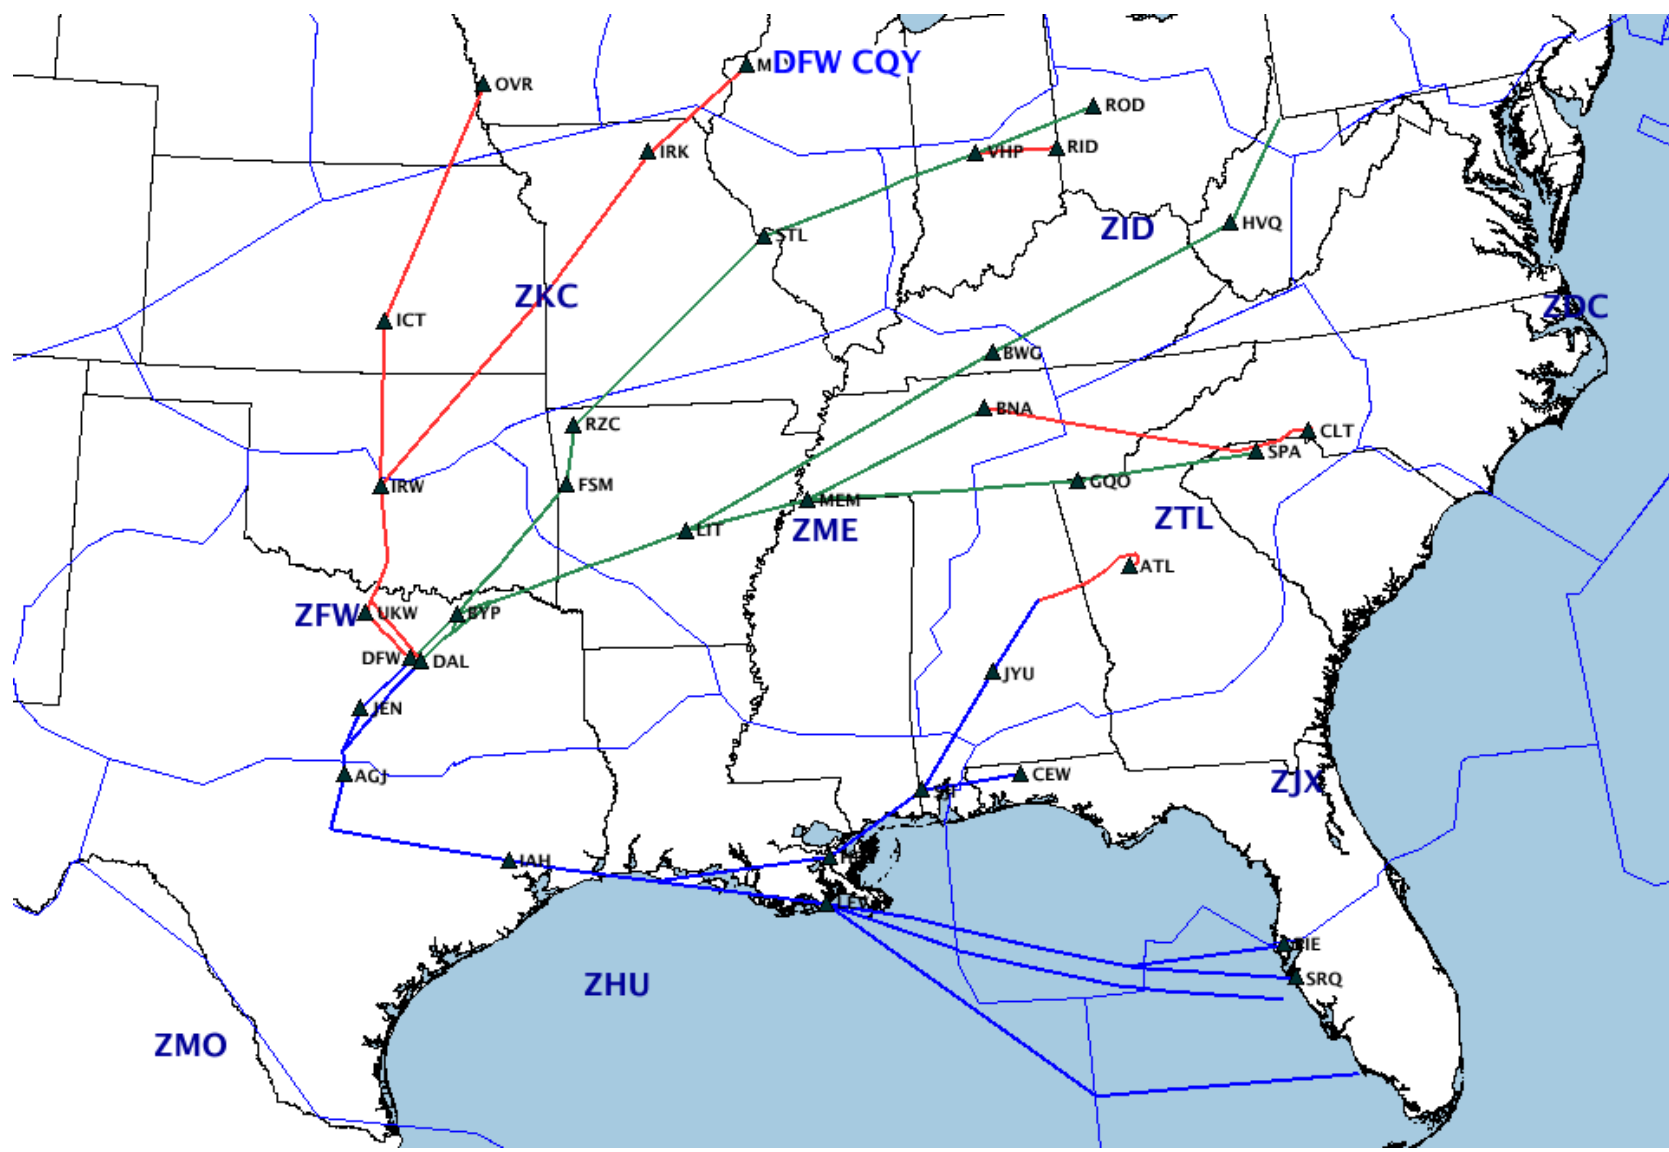 DFW CQY
OVR
ROD
IRK
VHP
RID
STL
ZID
HVQ
ZKC
ZDC
ICT
BWG
BNA
RZC
CLT
SPA
IRW
FSM
GQO
MEM
ZTL
LIT
ZME
ATL
ZFW
UKW
BYP
DFW
DAL
JYU
JEN
AGJ
CEW
ZJX
IAH
LEV
PIE
SRQ
ZHU
ZMO